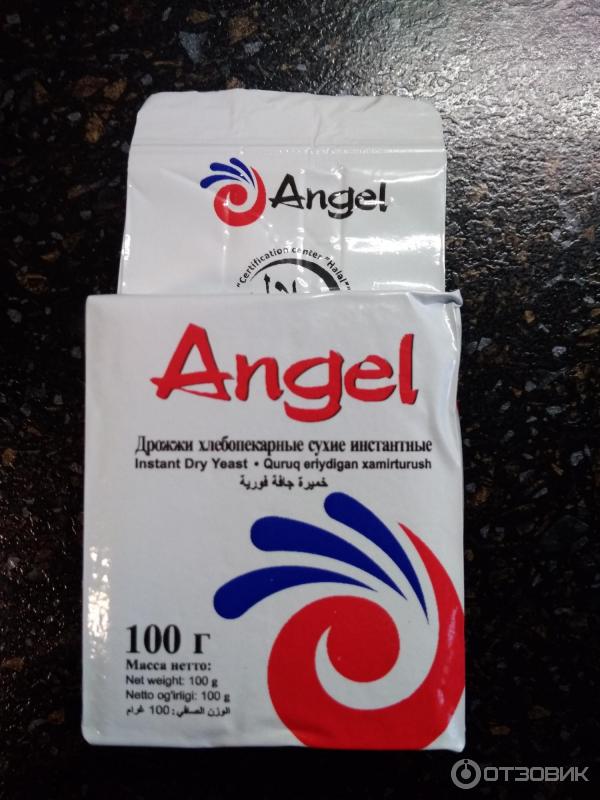 Angel
"Certification center "Halal"
Angel
Дрожжи хлебопекарные сухие инстантные
Instant Dry Yeast • Quruq eriydigan xamirturush
خميرة جافة فورية
100 г
Масса нетто:
Net weight: 100 g
Netto og'irligi: 100 g
الوزن الصافي: 100 غرام
ОТЗОВИК